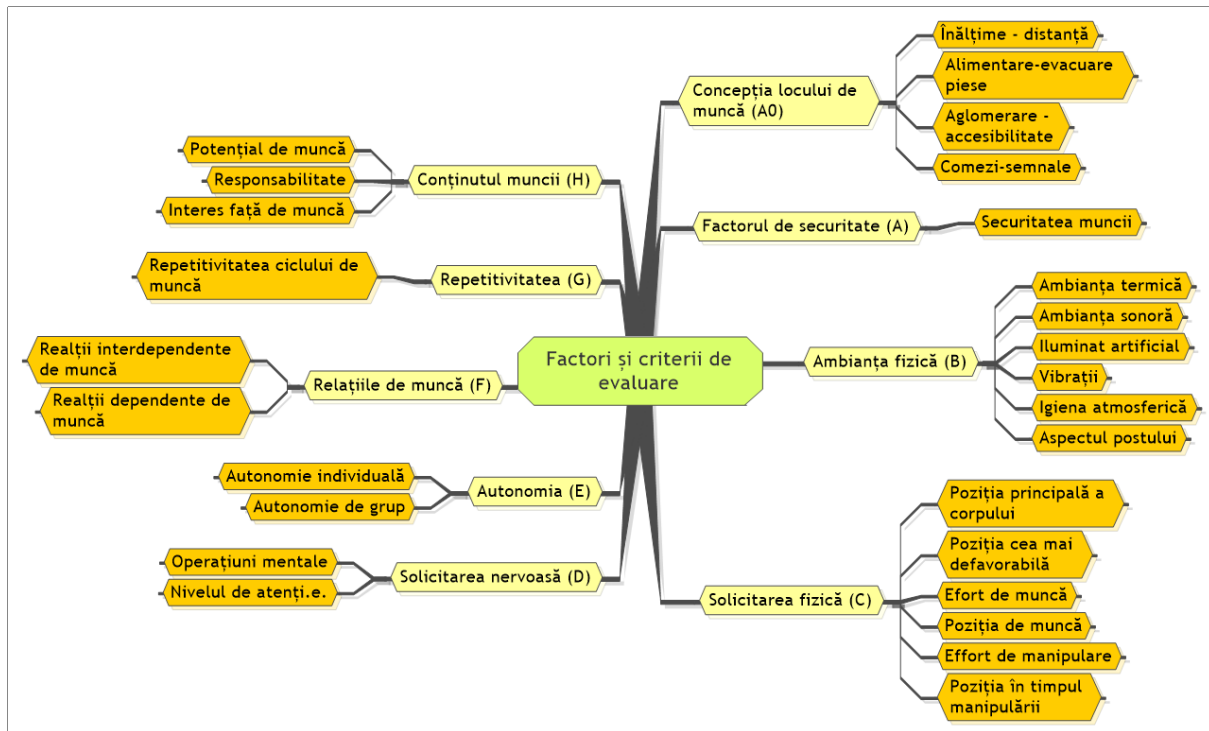 Factori și criterii de
evaluare
Concepția locului de
muncă (A0)
Înălțime - distanță
Alimentare-evacuare
piese
Aglomerare -
accesibilitate
Comezi-semnale
Factorul de securitate (A)
Securitatea muncii
Ambianța fizică (B)
Ambianța termică
Ambianța sonoră
Iluminat artificial
Vibrații
Igiena atmosferică
Aspectul postului
Solicitarea fizică (C)
Poziția principală a
corpului
Poziția cea mai
defavorabilă
Efort de muncă
Poziția de muncă
Effort de manipulare
Poziția în timpul
manipulării
Solicitarea nervoasă (D)
Operațiuni mentale
Nivelul de atenți.e.
Autonomia (E)
Autonomie individuală
Autonomie de grup
Relațiile de muncă (F)
Realții interdependente
de muncă
Realții dependente de
muncă
Repetitivitatea (G)
Repetitivitatea ciclului de
muncă
Conținutul muncii (H)
Potențial de muncă
Responsabilitate
Interes față de muncă